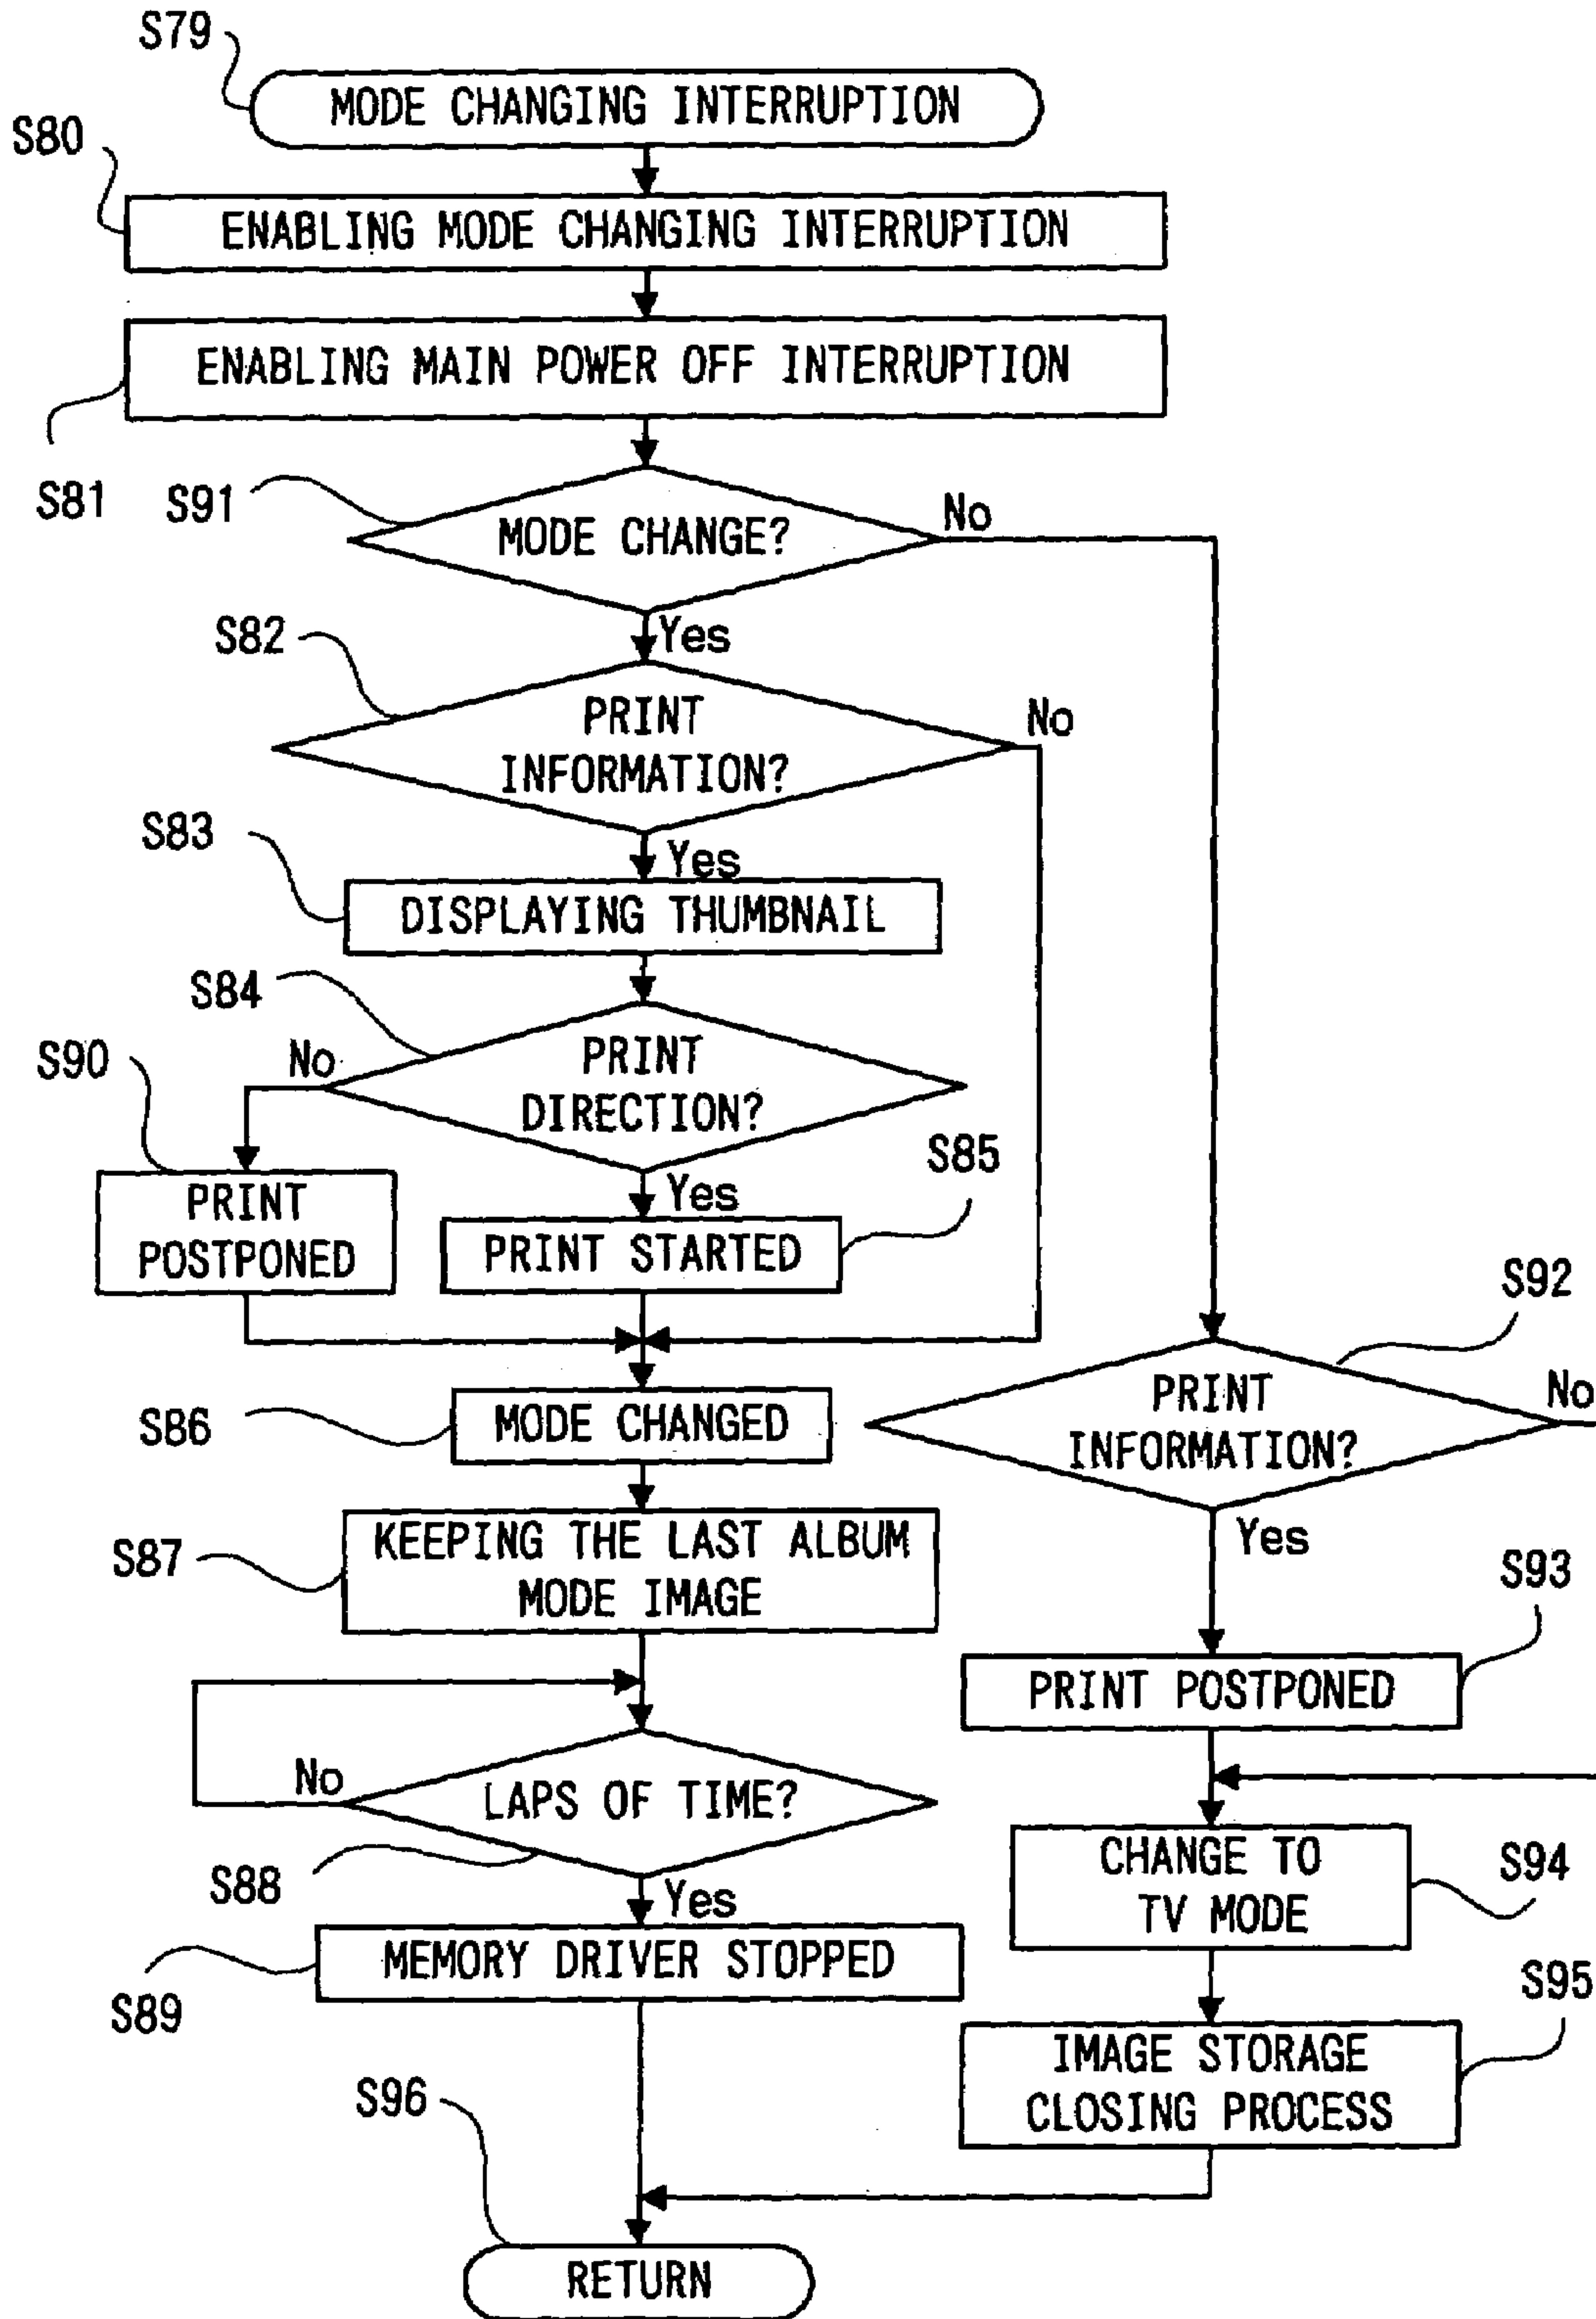 S79
MODE CHANGING INTERRUPTION
S80
ENABLING MODE CHANGING INTERRUPTION
ENABLING MAIN POWER OFF INTERRUPTION
S81
S91
MODE CHANGE?
No
Yes
S82
PRINT
INFORMATION?
No
Yes
S83
DISPLAYING THUMBNAIL
S84
PRINT
DIRECTION?
No
S90
Yes
S85
PRINT
POSTPONED
PRINT STARTED
S92
PRINT
INFORMATION?
No
Yes
S86
MODE CHANGED
S87
KEEPING THE LAST ALBUM
MODE IMAGE
S93
PRINT POSTPONED
No
LAPS OF TIME?
S88
Yes
CHANGE TO
TV MODE
S94
MEMORY DRIVER STOPPED
S89
S95
IMAGE STORAGE
CLOSING PROCESS
S96
RETURN